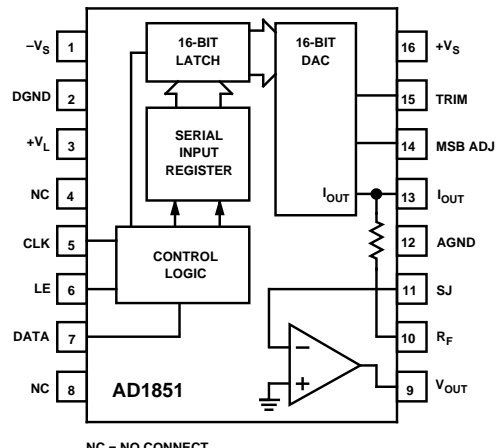 −VS 1
DGND 2
+VL 3
NC 4
CLK 5
LE 6
DATA 7
NC 8
16-BIT
LATCH
SERIAL
INPUT
REGISTER
CONTROL
LOGIC
16-BIT
DAC
IOUT
16 +VS
15 TRIM
14 MSB ADJ
13 IOUT
12 AGND
11 SJ
10 RF
9 VOUT
−
+
AD1851
NC = NO CONNECT